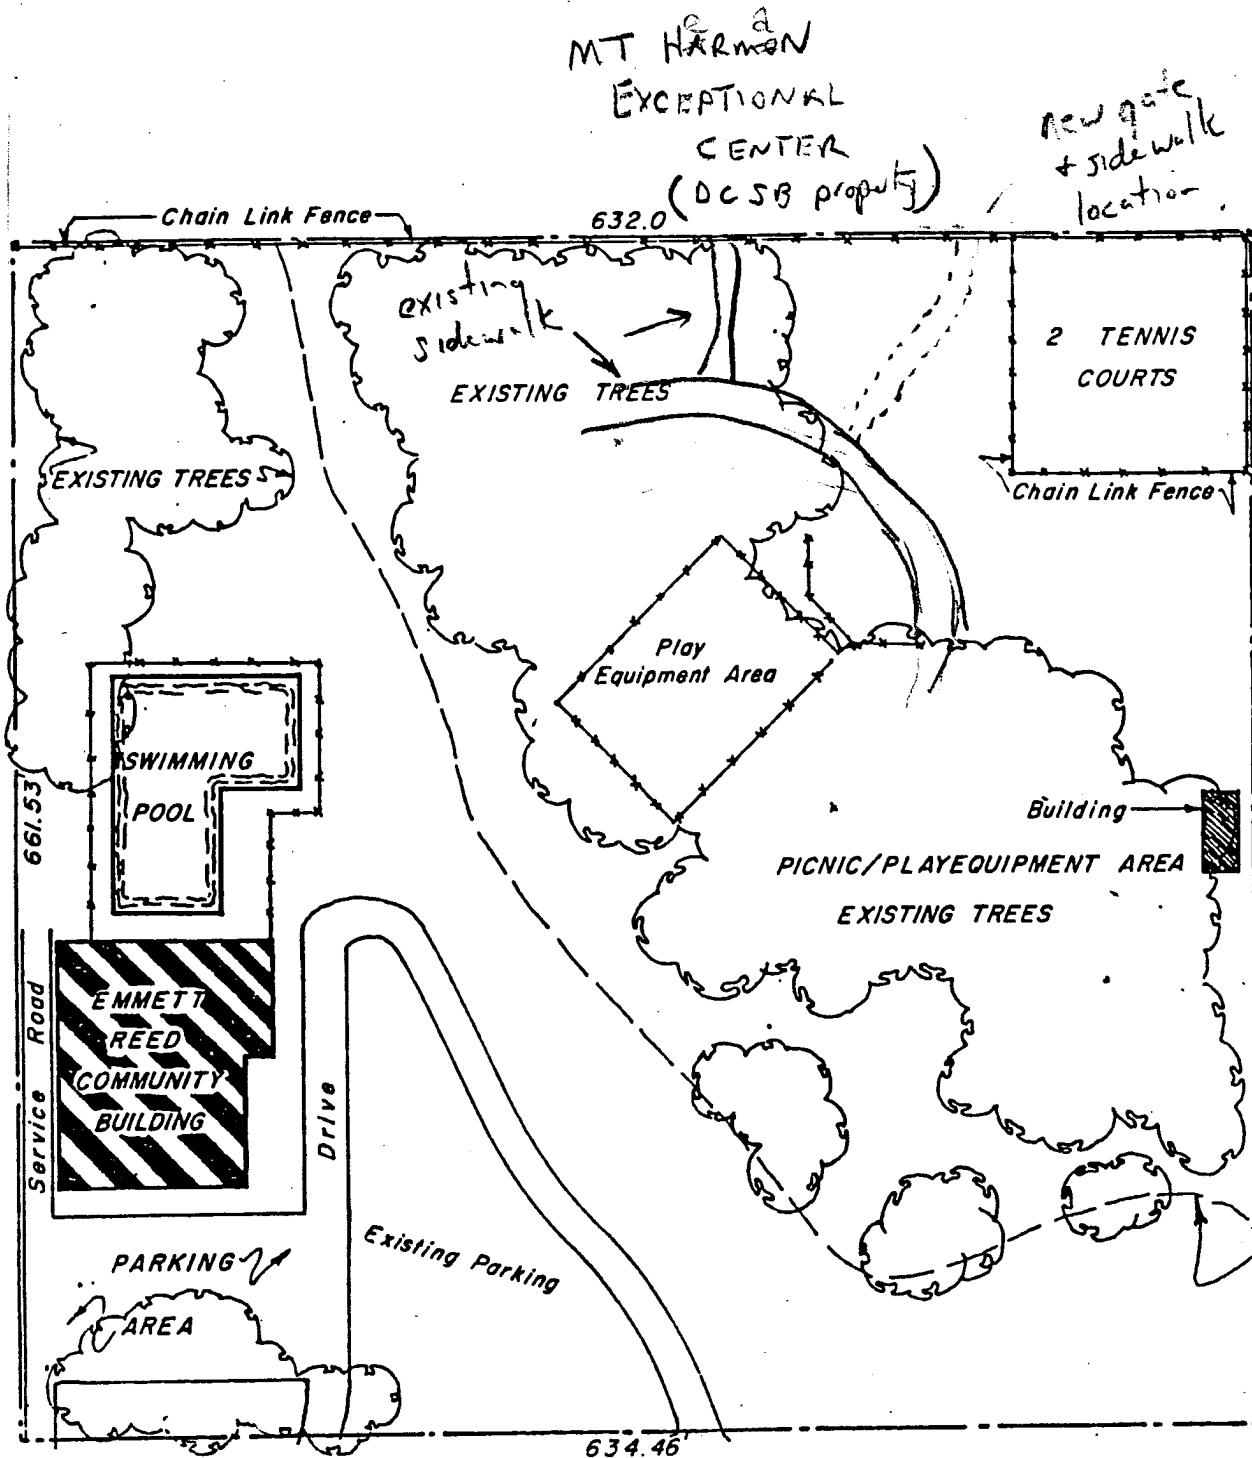 MT HARMON
EXCEPTIONAL
CENTER
(DCSB property)
new gate
+ sidewalk
location
Chain Link Fence
632.0
existing
sidewalk
2 TENNIS
COURTS
EXISTING TREES
EXISTING TREES
Chain Link Fence
Play
Equipment Area
SWIMMING
POOL
661.53
Building
PICNIC/PLAYEQUIPMENT AREA
EXISTING TREES
EMMETT
REED
COMMUNITY
BUILDING
Service Road
Drive
Existing Parking
PARKING
AREA
634.46'